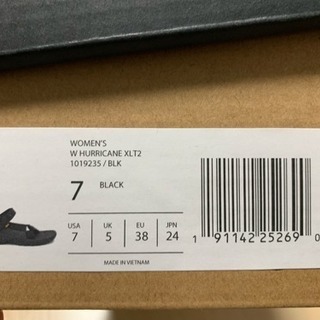 WOMEN'S
W HURRICANE XLT2
1019235 / BLK
7 BLACK
USA UK EU JPN
7 5 38 24
MADE IN VIETNAM
1 91142 25269 0